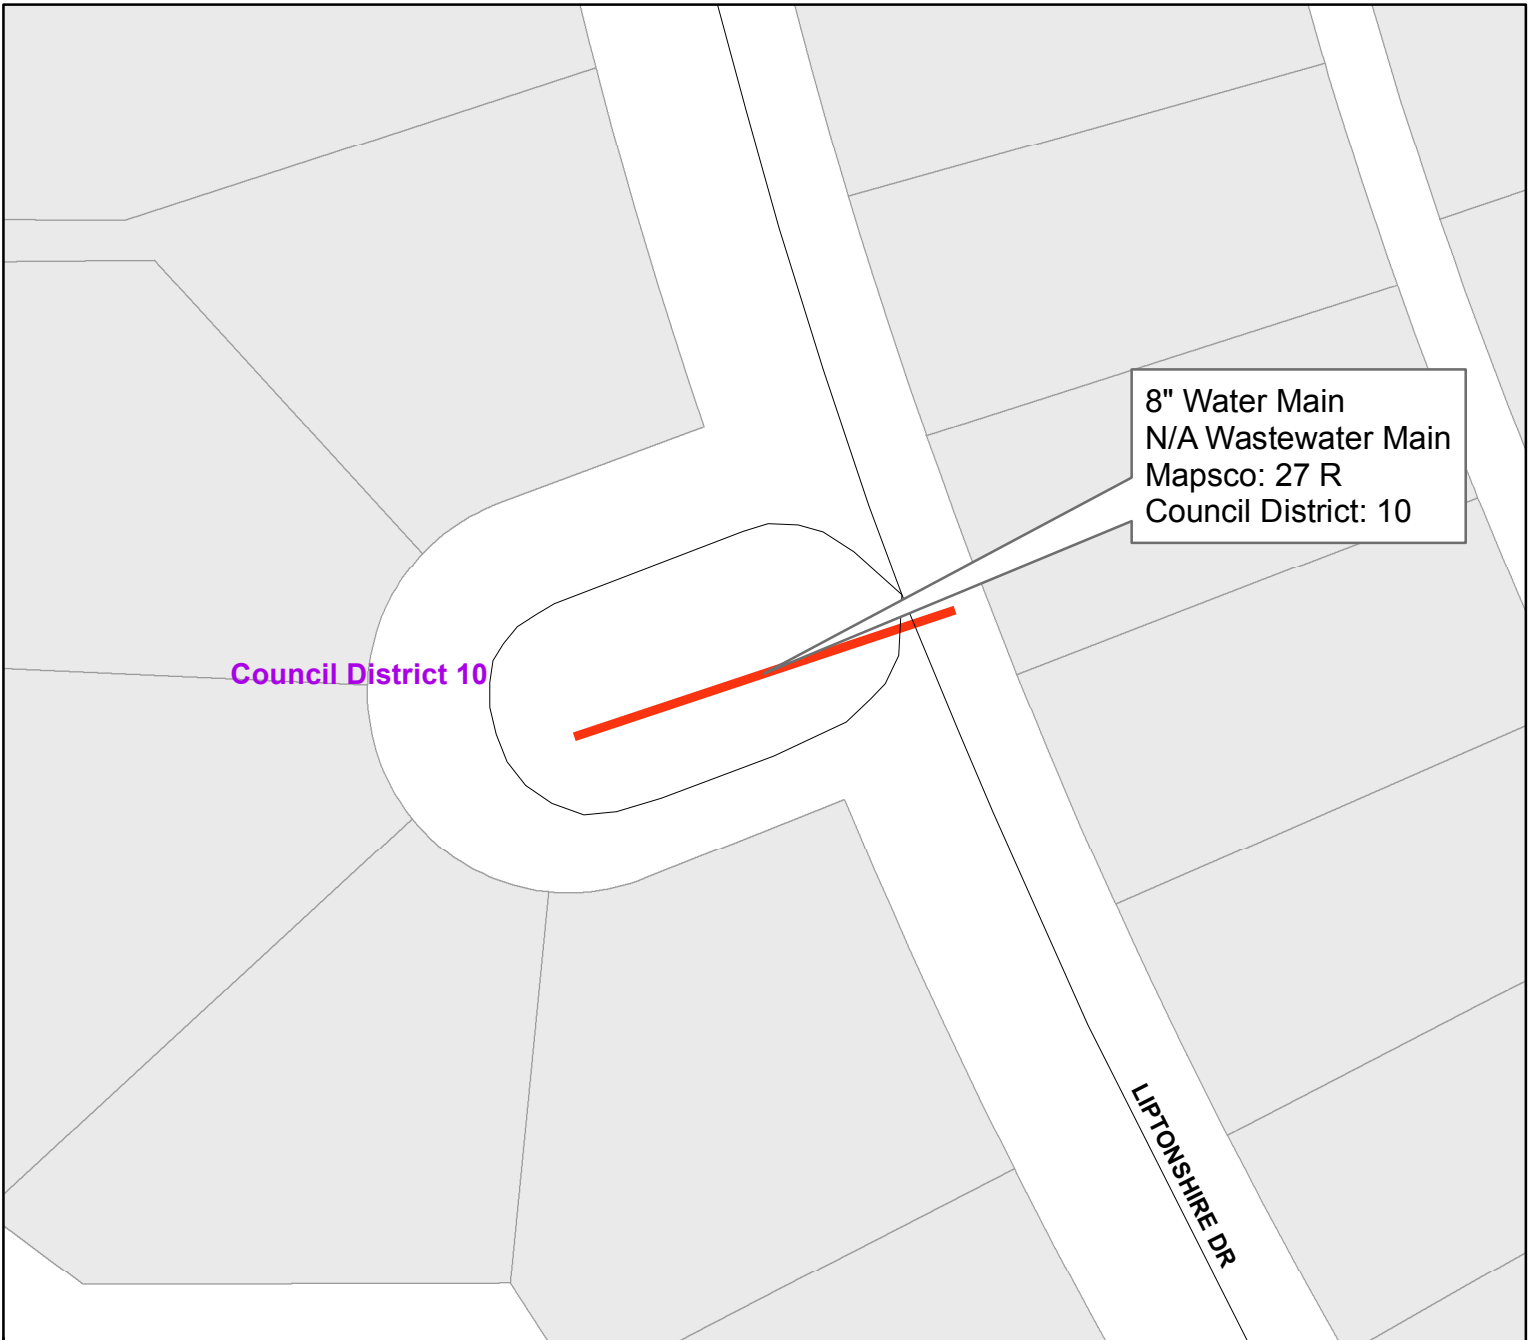 8" Water Main
N/A Wastewater Main
Mapsco: 27 R
Council District: 10
Council District 10
LIPTONSHIRE DR